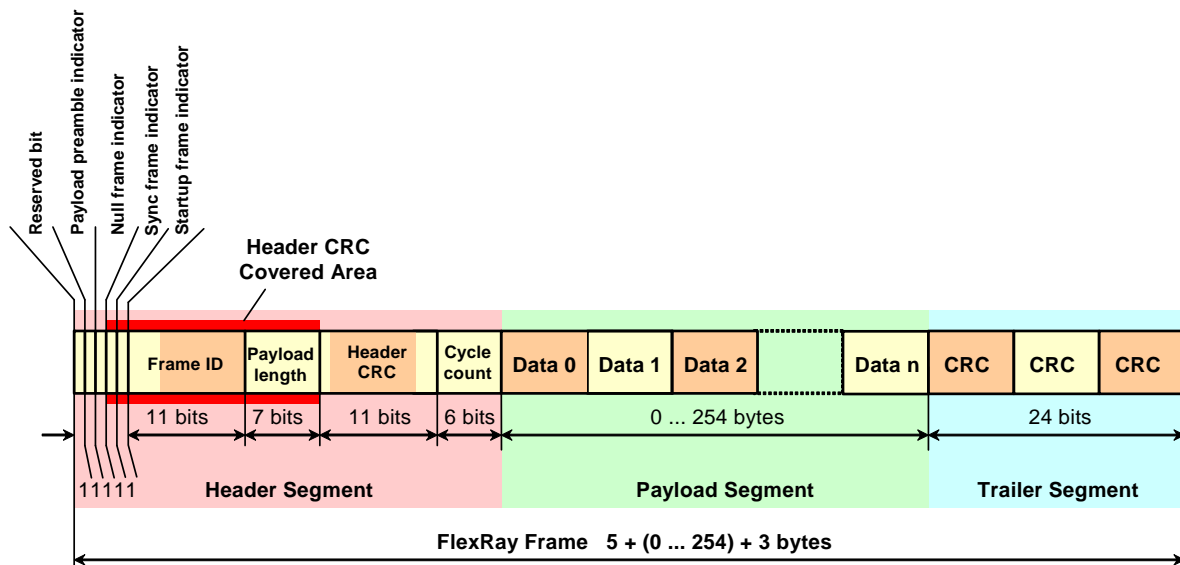 Reserved bit
Payload preamble indicator
Null frame indicator
Sync frame indicator
Startup frame indicator
Header CRC
Covered Area
Frame ID
Payload
length
Header
CRC
Cycle
count
Data 0
Data 1
Data 2
Data n
CRC
CRC
CRC
11 bits
7 bits
11 bits
6 bits
0 ... 254 bytes
24 bits
11111
Header Segment
Payload Segment
Trailer Segment
FlexRay Frame 5 + (0 ... 254) + 3 bytes